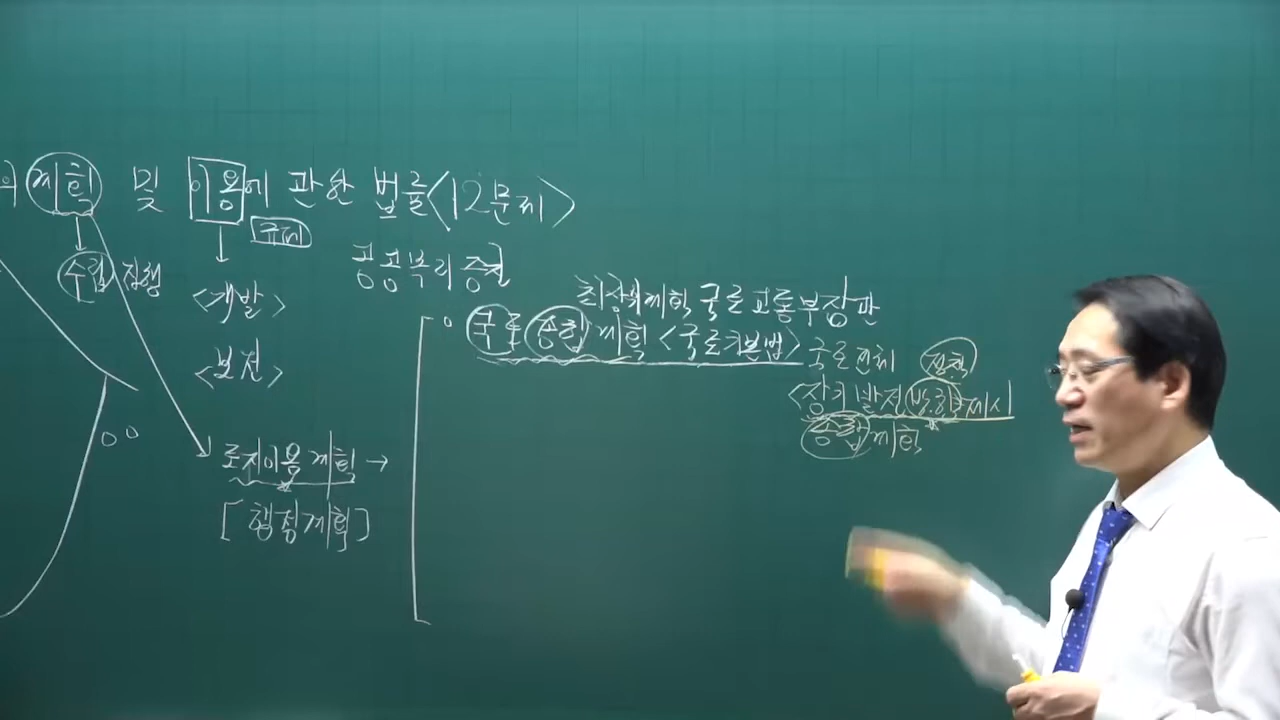 의 계획 및 이용에 관한 법률<12문제>
규제
수립 집행
<개발>
공공복리 증진
<보전>
최상위계획 국토교통부장관
국토종합계획<국토기본법>
국토전체
<장기발전방향제시
종합계획
토지이용계획→
[행정계획]